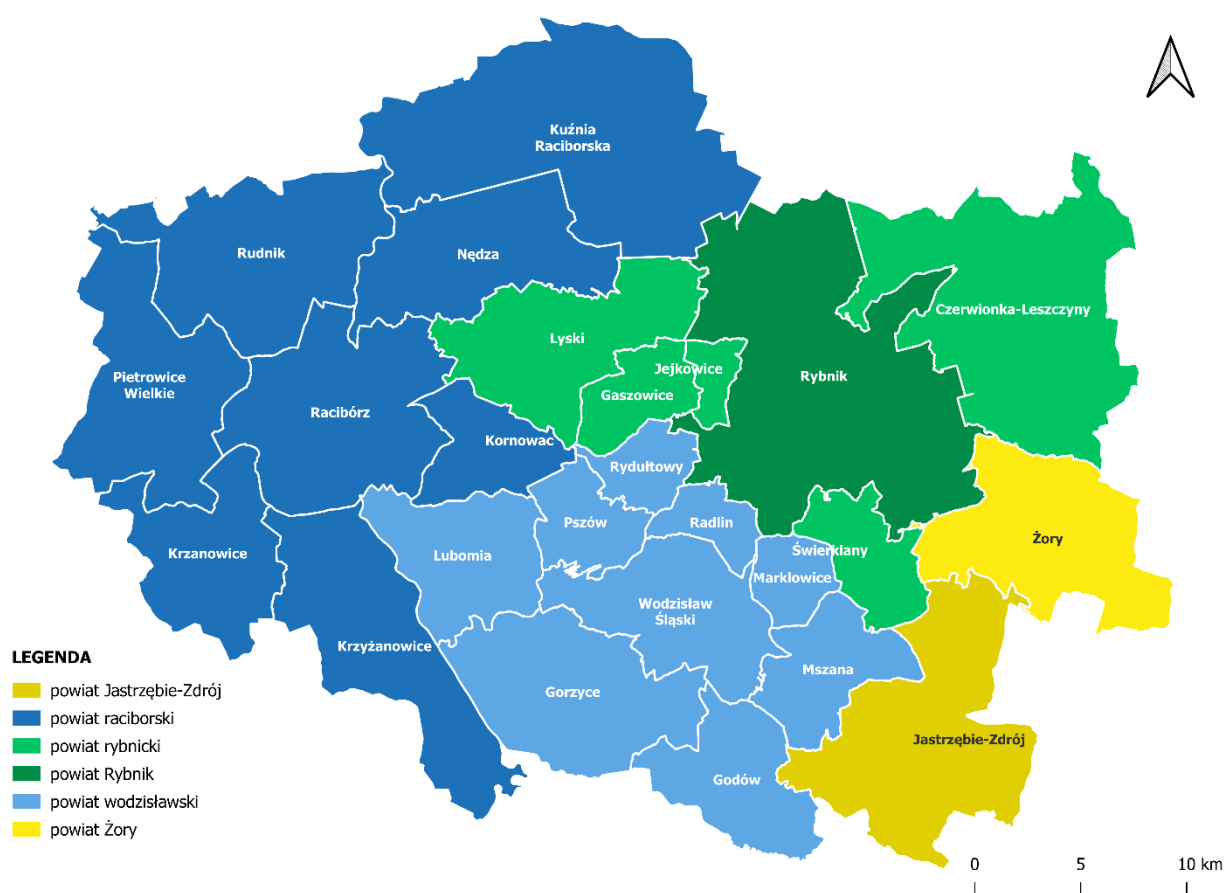 Kuźnia
Raciborska
Rudnik
Nędza
Czerwionka-Leszczyny
Lyski
Jejkowice
Pietrowice
Wielkie
Rybnik
Gaszowice
Racibórz
Kornowac
Rydułtowy
Pszów
Radlin
Żory
Świerklany
Krzanowice
Lubomia
Marklowice
Wodzisław
Śląski
Krzyżanowice
Mszana
Gorzyce
Jastrzębie-Zdrój
Godów
LEGENDA
powiat Jastrzębie-Zdrój
powiat raciborski
powiat rybnicki
powiat Rybnik
powiat wodzisławski
powiat Żory
0 5 10 km